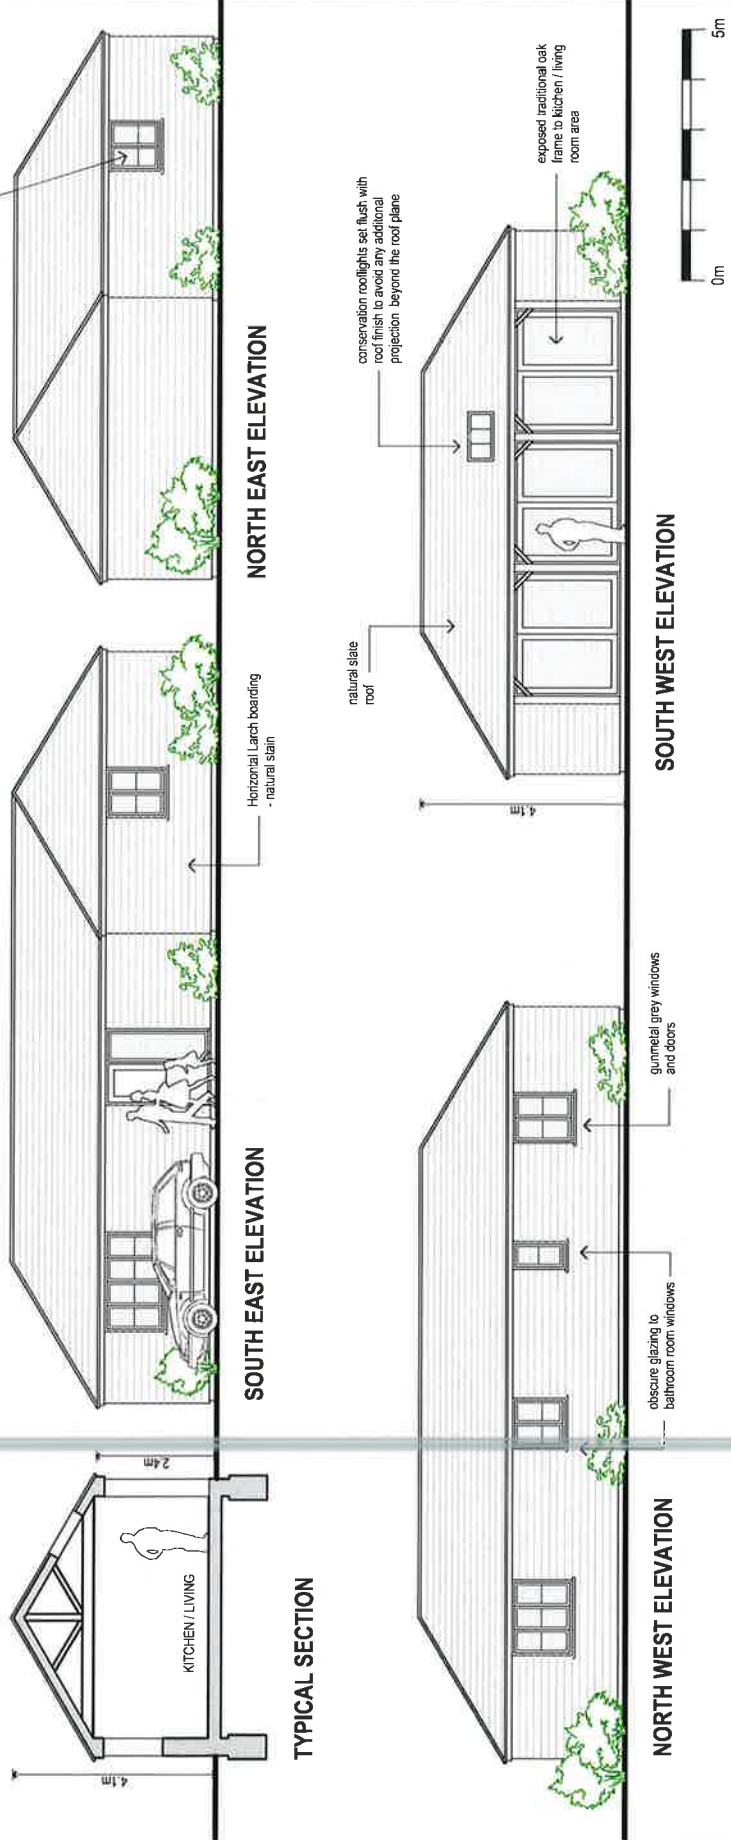 4.1m
KITCHEN / LIVING
2.4m
TYPICAL SECTION
SOUTH EAST ELEVATION
Horizontal Larch boarding
- natural stain
NORTH EAST ELEVATION
obscure glazing to
bathroom room windows
gunmetal grey windows
and doors
NORTH WEST ELEVATION
4.1m
natural slate
roof
conservation rooflights set flush with
roof finish to avoid any additonal
projection beyond the roof plane
exposed traditional oak
frame to kitchen / living
room area
SOUTH WEST ELEVATION
0m
5m